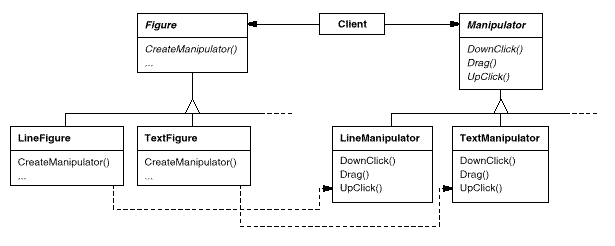 Figure
CreateManipulator()
...
Client
Manipulator
DownClick()
Drag()
UpClick()
LineFigure
CreateManipulator()
...
TextFigure
CreateManipulator()
...
LineManipulator
DownClick()
Drag()
UpClick()
TextManipulator
DownClick()
Drag()
UpClick()